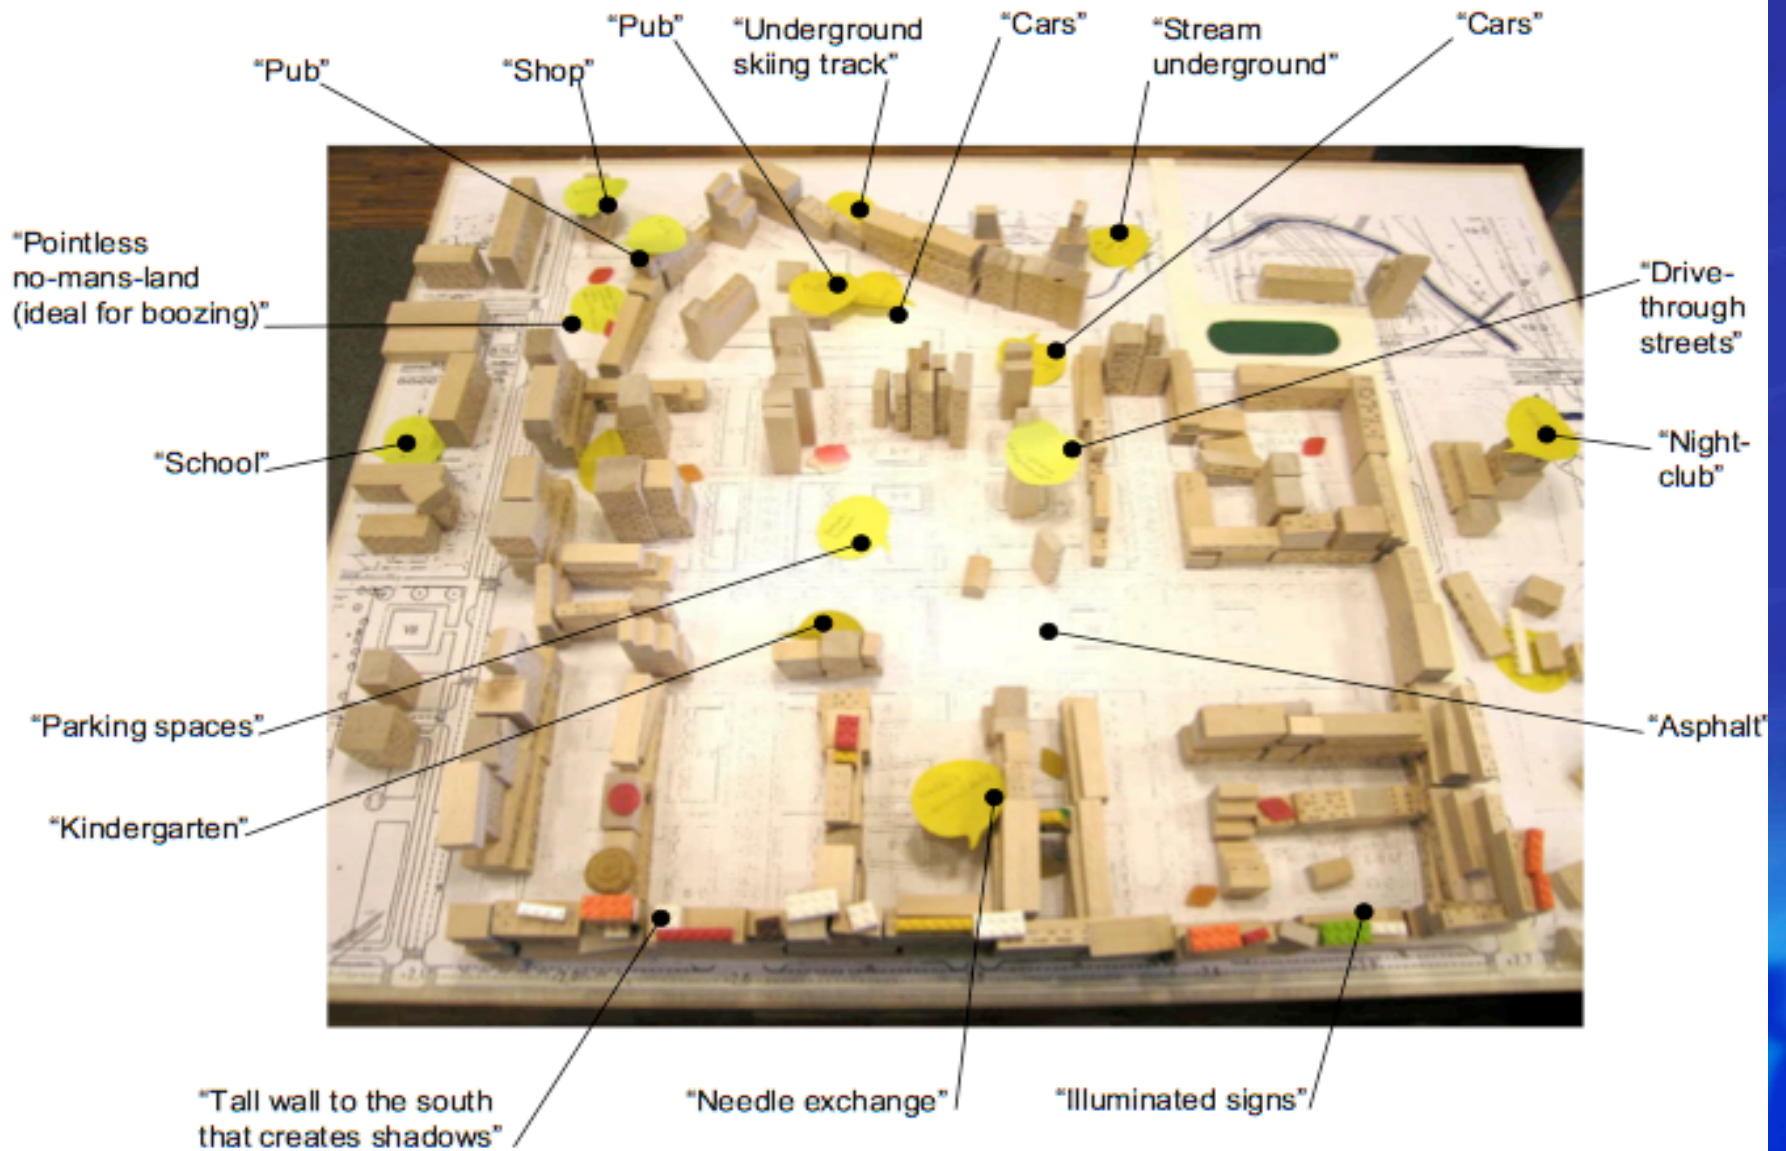 “Pub”
“Underground
skiing track”
“Cars”
“Stream
underground”
“Cars”
“Pub”
“Shop”
“Pointless
no-mans-land
(ideal for boozing)”
“Drive-
through
streets”
“School”
“Night-
club”
“Parking spaces”
“Asphalt”
“Kindergarten”
“Tall wall to the south
that creates shadows”
“Needle exchange”
“Illuminated signs”